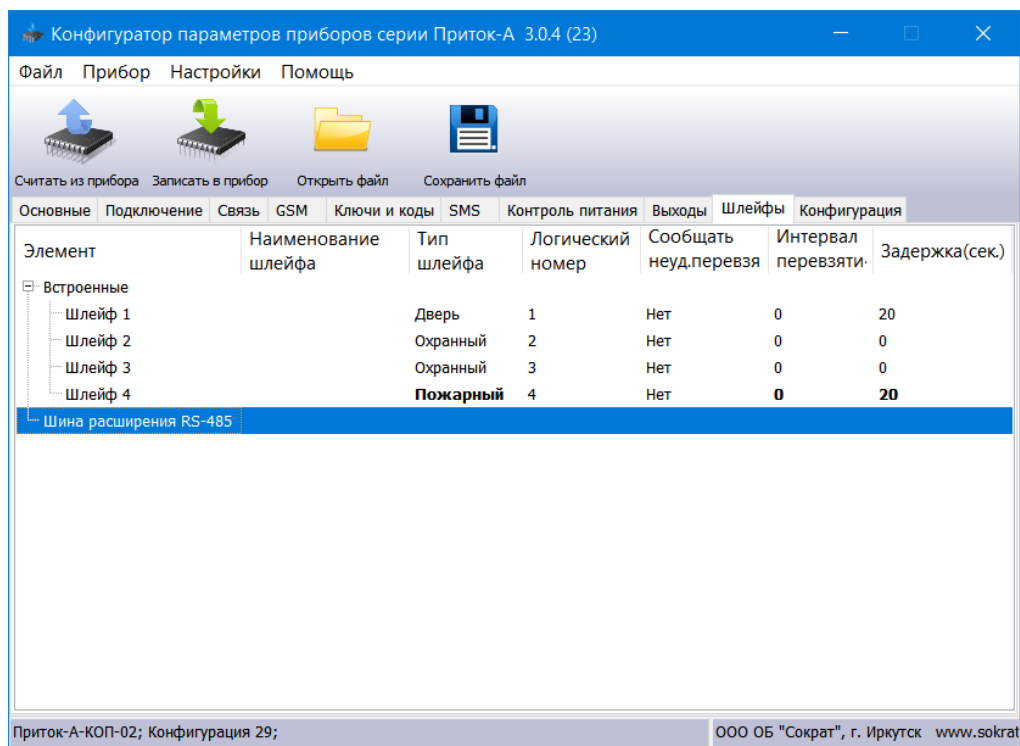 Конфигуратор параметров приборов серии Приток-А 3.0.4 (23)
Файл Прибор Настройки Помощь
Считать из прибора Записать в прибор Открыть файл Сохранить файл
Основные Подключение Связь GSM Ключи и коды SMS Контроль питания Выходы Шлейфы Конфигурация
Элемент Наименование шлейфа Тип шлейфа Логический номер Сообщать неуд.перевзя Интервал перевзяти Задержка(сек.)
Встроенные
Шлейф 1 Дверь 1 Нет 0 20
Шлейф 2 Охранный 2 Нет 0 0
Шлейф 3 Охранный 3 Нет 0 0
Шлейф 4 Пожарный 4 Нет 0 20
Шина расширения RS-485
Приток-А-КОП-02; Конфигурация 29; ООО ОБ "Сократ", г. Иркутск www.sokrat